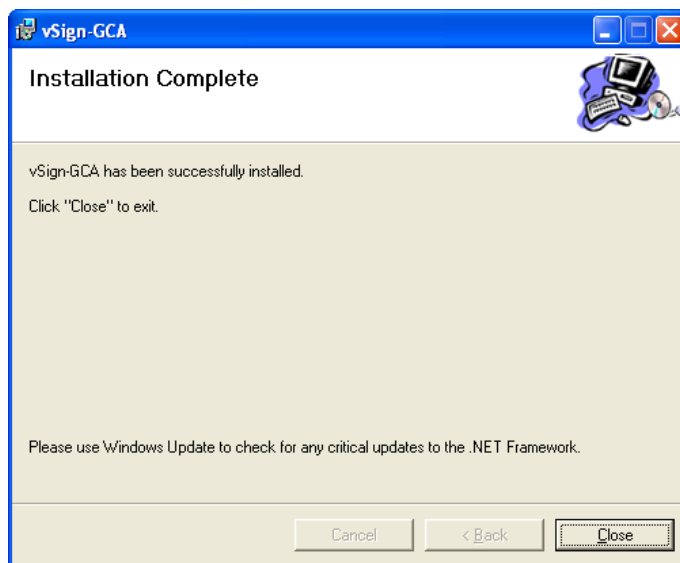 vSign-GCA
Installation Complete
vSign-GCA has been successfully installed.
Click "Close" to exit.
Please use Windows Update to check for any critical updates to the .NET Framework.
Cancel
< Back
Close